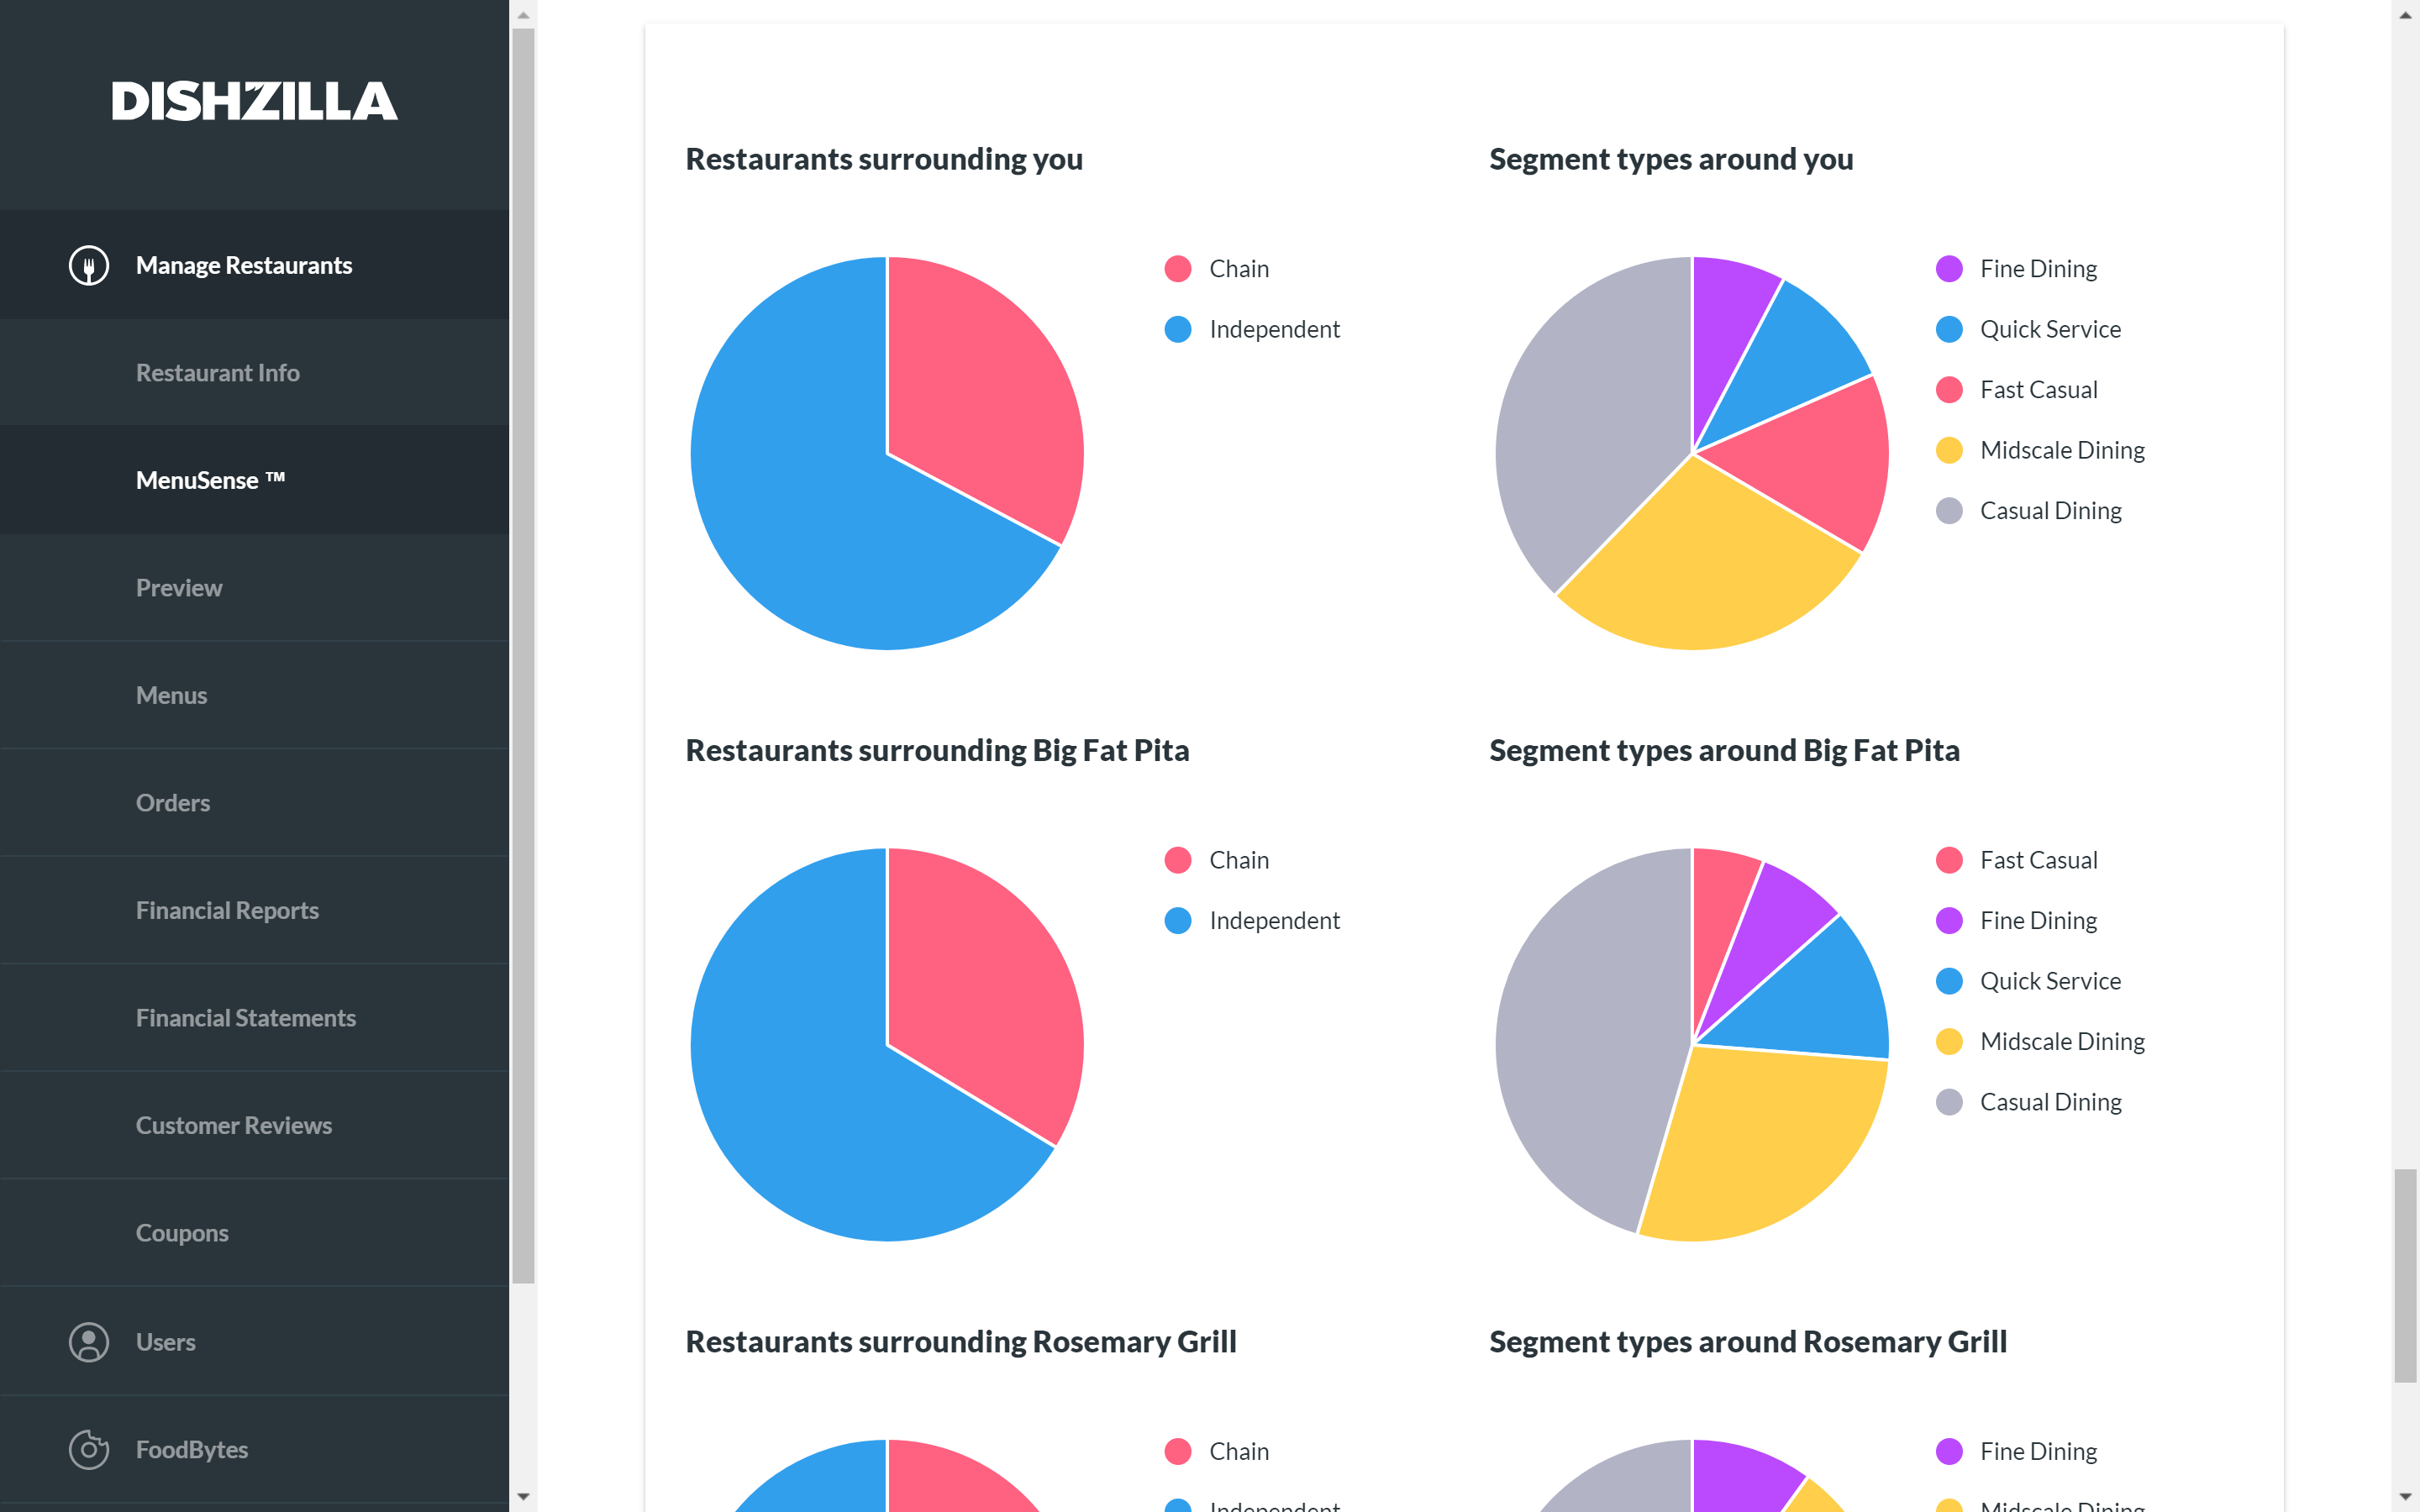 DISHZILLA
Manage Restaurants
Restaurant Info
MenuSense ™
Preview
Menus
Orders
Financial Reports
Financial Statements
Customer Reviews
Coupons
Users
FoodBytes
Restaurants surrounding you
Chain
Independent
Segment types around you
Fine Dining
Quick Service
Fast Casual
Midscale Dining
Casual Dining
Restaurants surrounding Big Fat Pita
Chain
Independent
Segment types around Big Fat Pita
Fast Casual
Fine Dining
Quick Service
Midscale Dining
Casual Dining
Restaurants surrounding Rosemary Grill
Chain
Independent
Segment types around Rosemary Grill
Fine Dining
Midscale Dining